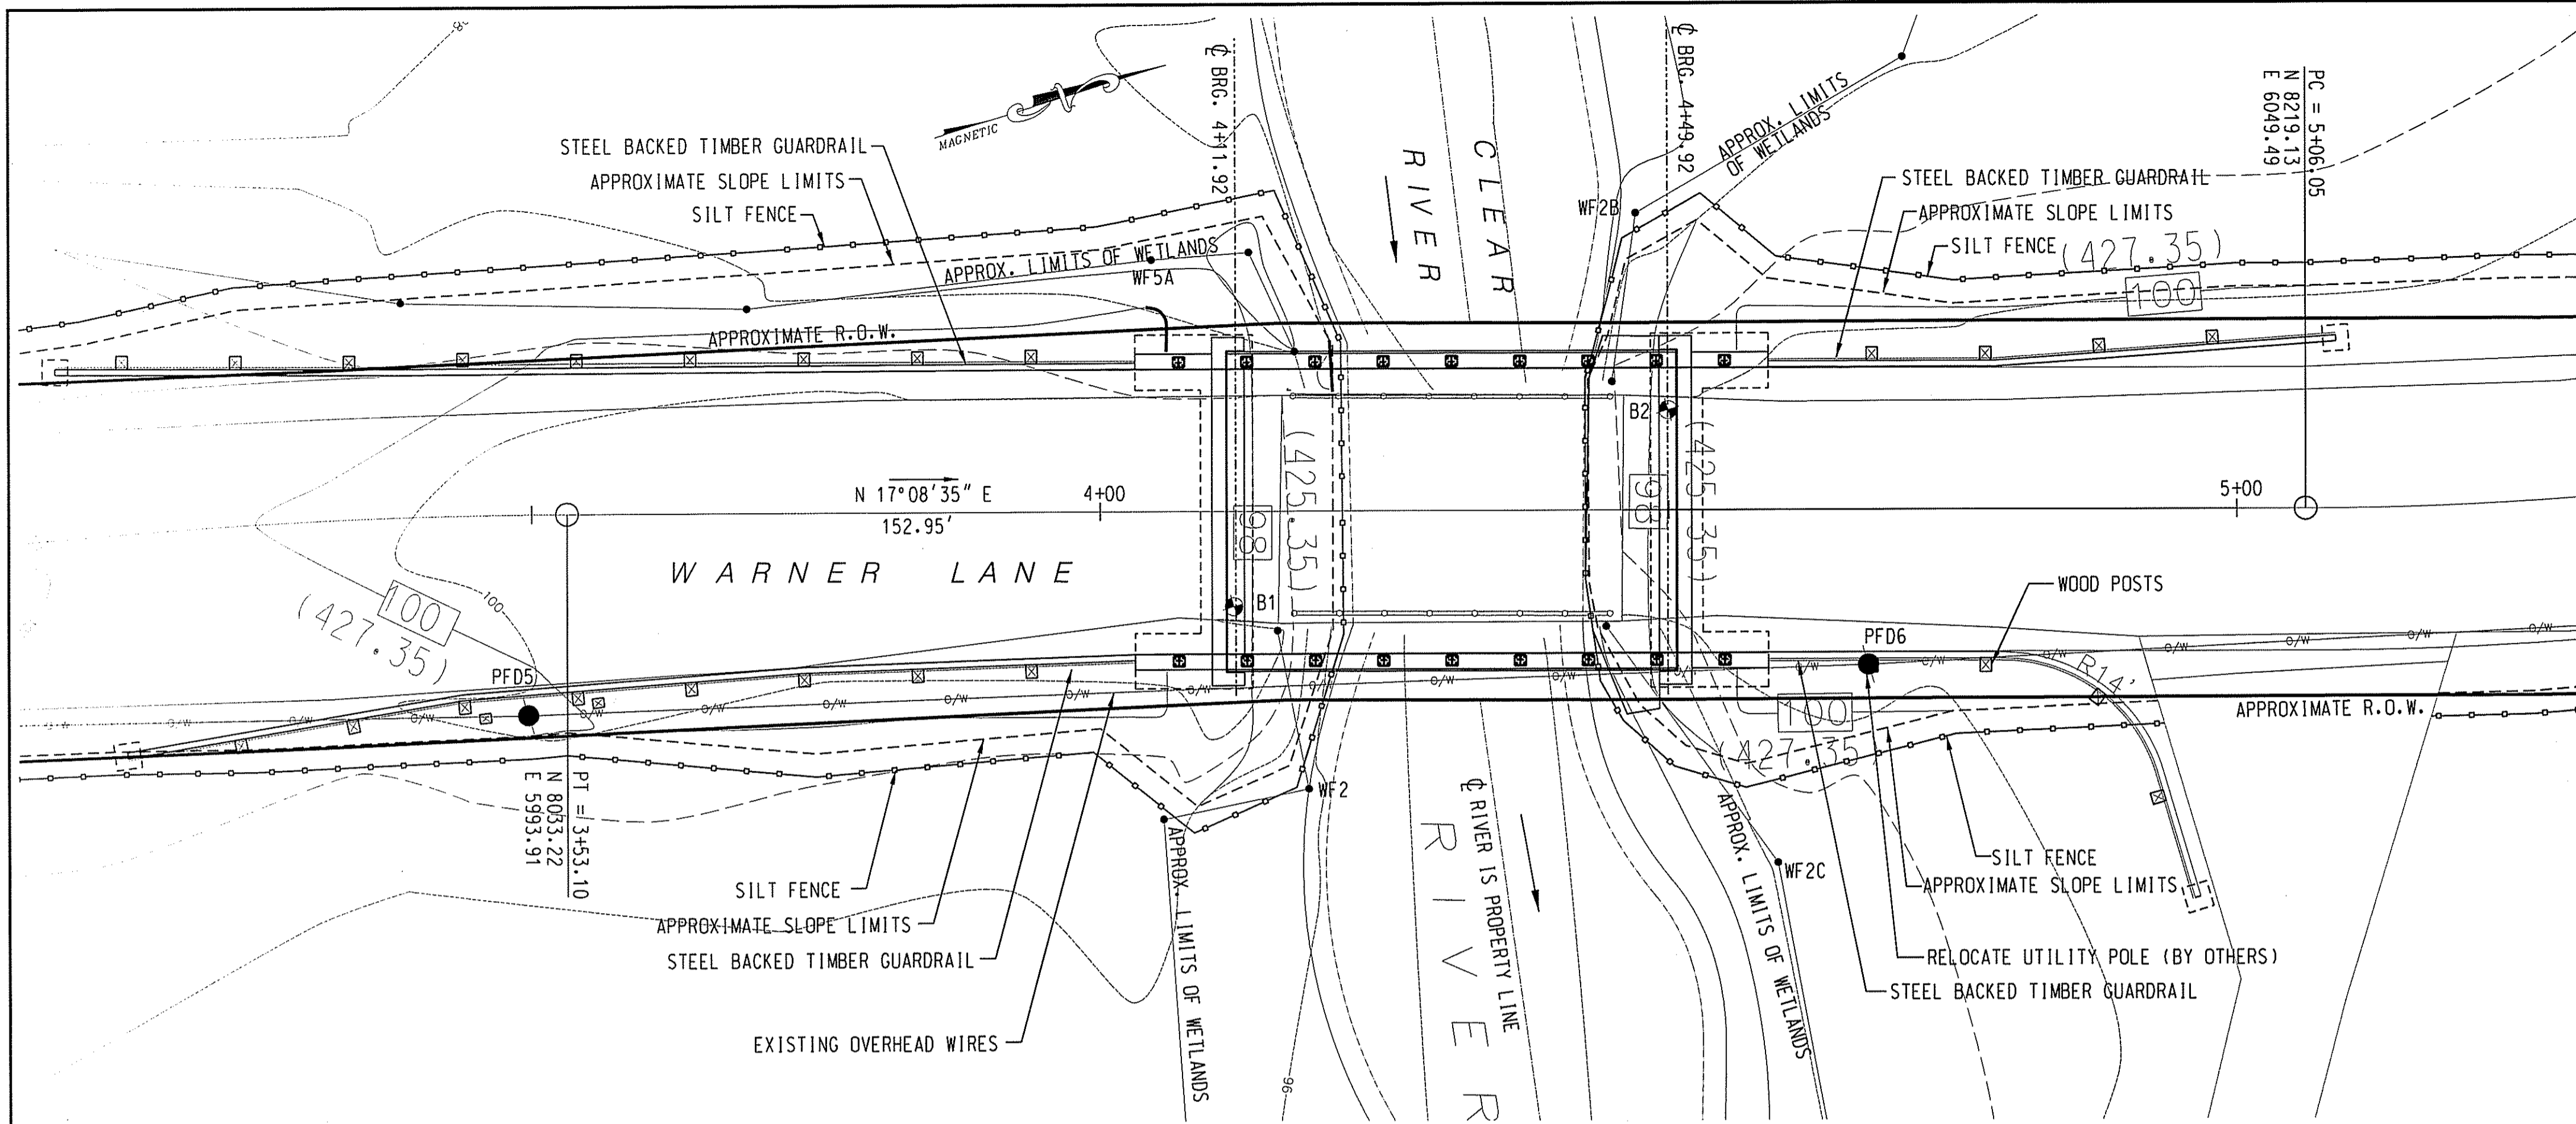 STEEL BACKED TIMBER GUARDRAIL
APPROXIMATE SLOPE LIMITS
SILT FENCE
MAGNETIC
N
℄ BRG. 4+11.92
CLEAR
RIVER
℄ BRG. 4+49.92
APPROX. LIMITS
OF WETLANDS
WF2B
PC = 5+06.05
N 8219.13
E 6049.49
STEEL BACKED TIMBER GUARDRAIL
APPROXIMATE SLOPE LIMITS
SILT FENCE
(427.35)
100
APPROX. LIMITS OF WETLANDS
WF5A
APPROXIMATE R.O.W.
B2
(425.35)
98
(425.35)
98
B1
N 17°08'35" E
152.95'
4+00
5+00
WARNER LANE
100
(427.35)
100
WOOD POSTS
PFD5
PFD6
O/W O/W O/W O/W O/W O/W O/W O/W O/W O/W O/W O/W O/W O/W O/W O/W O/W O/W
R14'
100
(427.35)
APPROXIMATE R.O.W.
PT = 3+53.10
N 8033.22
E 5993.91
WF2
SILT FENCE
APPROXIMATE SLOPE LIMITS
STEEL BACKED TIMBER GUARDRAIL
EXISTING OVERHEAD WIRES
APPROX. LIMITS OF WETLANDS
96
RIVER
℄ RIVER IS PROPERTY LINE
APPROX. LIMITS OF WETLANDS
WF2C
SILT FENCE
APPROXIMATE SLOPE LIMITS
RELOCATE UTILITY POLE (BY OTHERS)
STEEL BACKED TIMBER GUARDRAIL